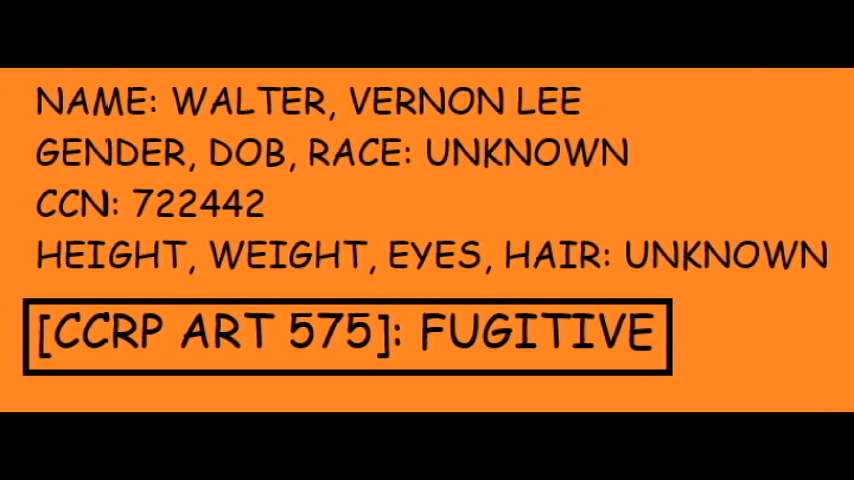 NAME: WALTER, VERNON LEE
GENDER, DOB, RACE: UNKNOWN
CCN: 722442
HEIGHT, WEIGHT, EYES, HAIR: UNKNOWN
[CCRP ART 575]: FUGITIVE